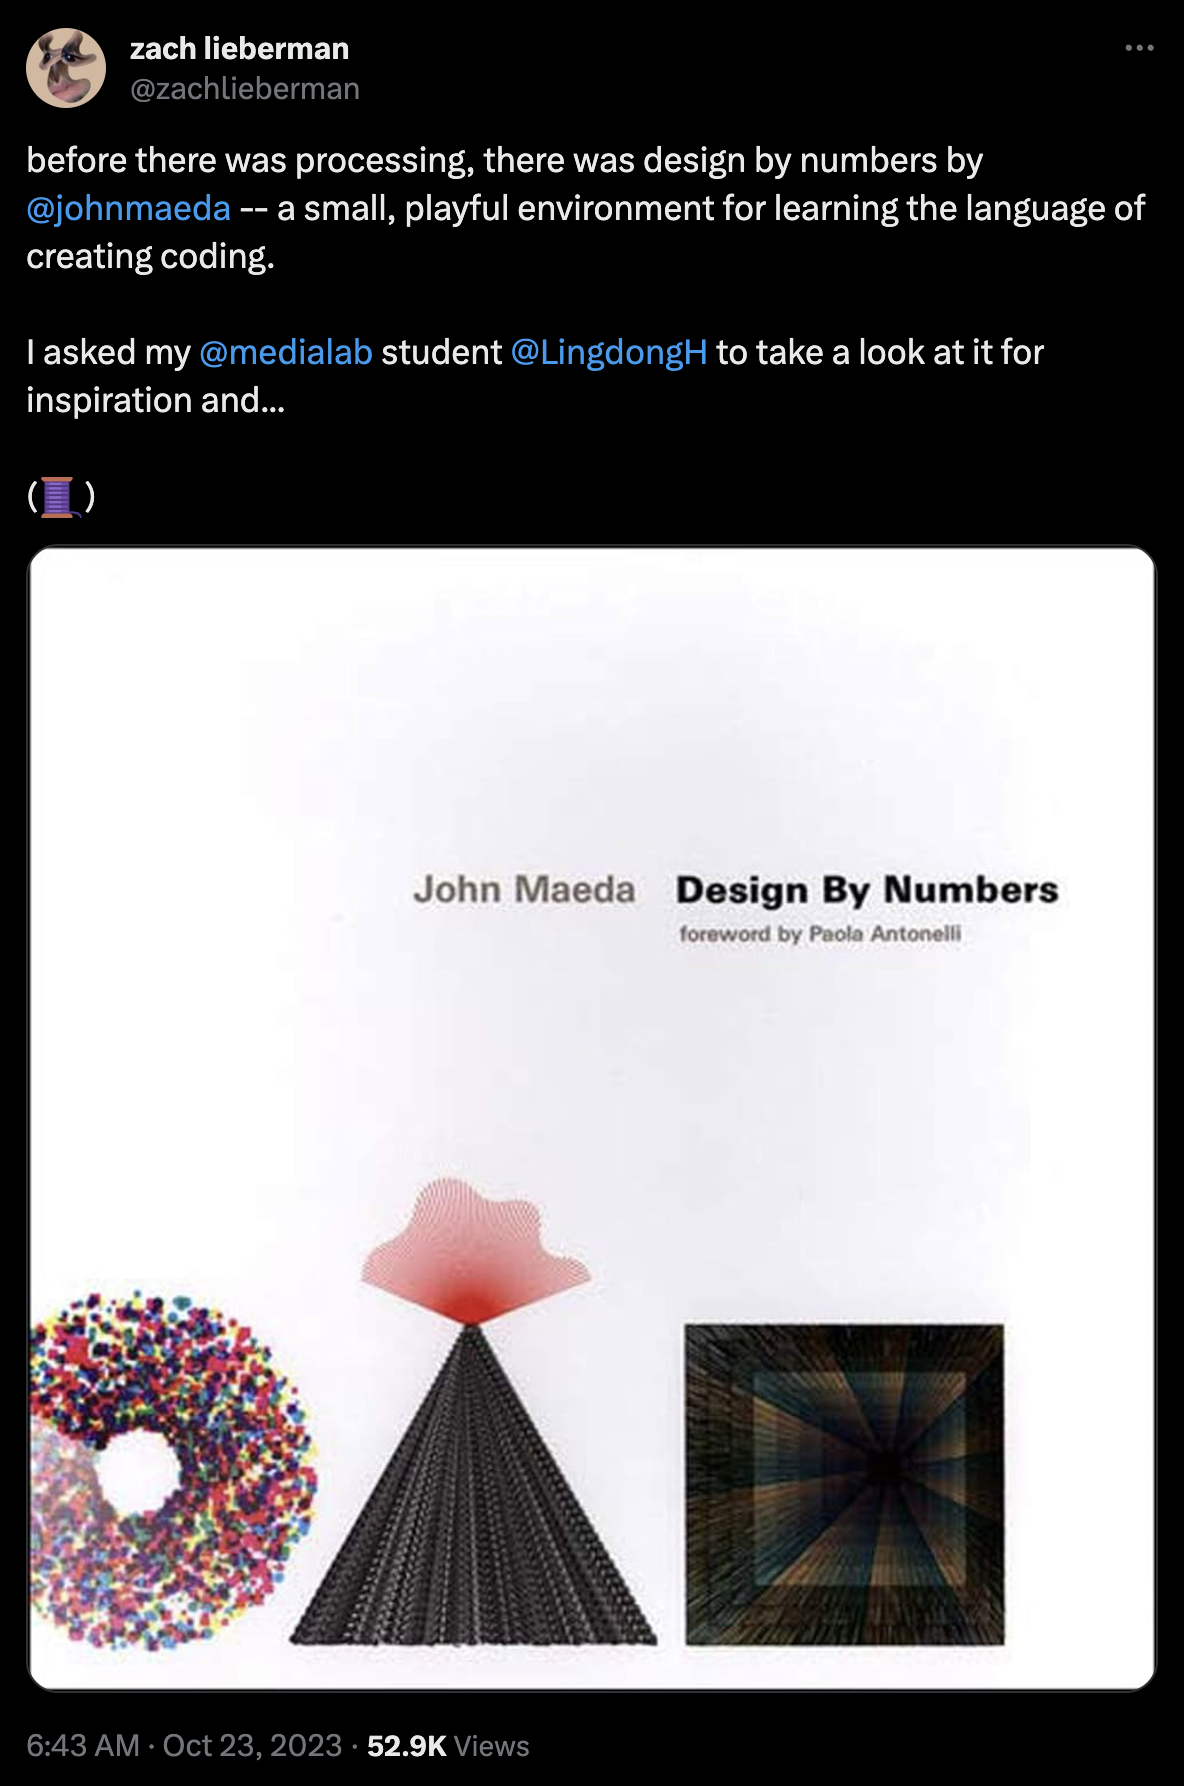 zach lieberman
@zachlieberman
before there was processing, there was design by numbers by
@johnmaeda -- a small, playful environment for learning the language of
creating coding.
I asked my @medialab student @LingdongH to take a look at it for
inspiration and...
(🧵)
John Maeda Design By Numbers
foreword by Paola Antonelli
6:43 AM · Oct 23, 2023 · 52.9K Views